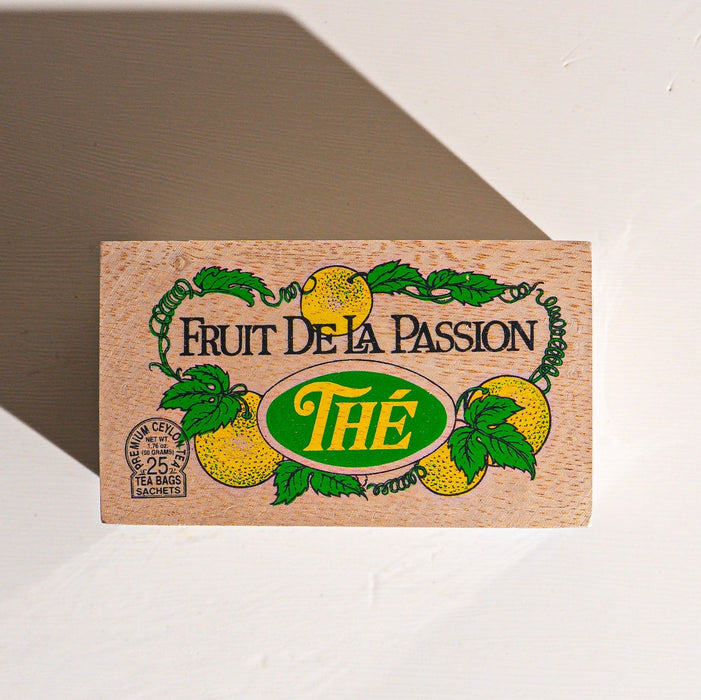 FRUIT DE LA PASSION
THÉ
PREMIUM CEYLON TEA
NET WT.
1.76 oz.
(50 GRAMS)
25
TEA BAGS
SACHETS